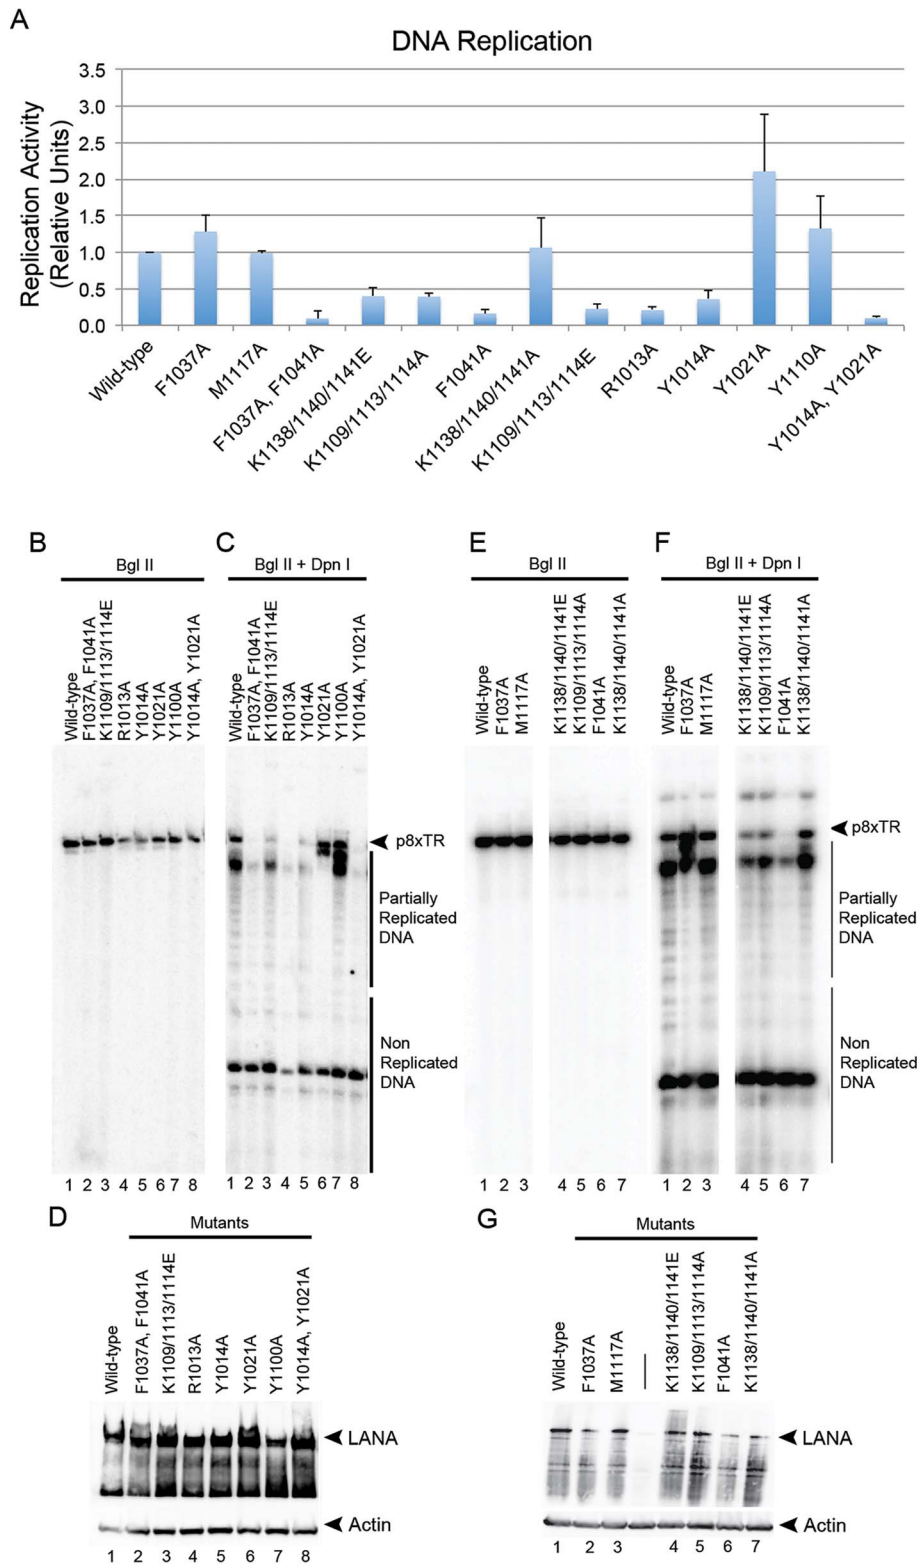 A
DNA Replication
Replication Activity
(Relative Units)
3.5
3.0
2.5
2.0
1.5
1.0
0.5
0.0
Wild-type
F1037A
M1117A
F1037A, F1041A
K1138/1140/1141E
K1109/1113/1114A
F1041A
K1138/1140/1141A
K1109/1113/1114E
R1013A
Y1014A
Y1021A
Y1110A
Y1014A, Y1021A
B
Bgl II
Wild-type
F1037A, F1041A
K1109/1113/1114E
R1013A
Y1014A
Y1021A
Y1100A
Y1014A, Y1021A
1 2 3 4 5 6 7 8
C
Bgl II + Dpn I
Wild-type
F1037A, F1041A
K1109/1113/1114E
R1013A
Y1014A
Y1021A
Y1100A
Y1014A, Y1021A
p8xTR
Partially
Replicated
DNA
Non
Replicated
DNA
1 2 3 4 5 6 7 8
E
Bgl II
Wild-type
F1037A
M1117A
K1138/1140/1141E
K1109/1113/1114A
F1041A
K1138/1140/1141A
1 2 3 4 5 6 7
F
Bgl II + Dpn I
Wild-type
F1037A
M1117A
K1138/1140/1141E
K1109/1113/1114A
F1041A
K1138/1140/1141A
p8xTR
Partially
Replicated
DNA
Non
Replicated
DNA
1 2 3 4 5 6 7
D
Mutants
Wild-type
F1037A, F1041A
K1109/1113/1114E
R1013A
Y1014A
Y1021A
Y1100A
Y1014A, Y1021A
LANA
Actin
1 2 3 4 5 6 7 8
G
Mutants
Wild-type
F1037A
M1117A
K1138/1140/1141E
K1109/1113/1114A
F1041A
K1138/1140/1141A
LANA
Actin
1 2 3 4 5 6 7